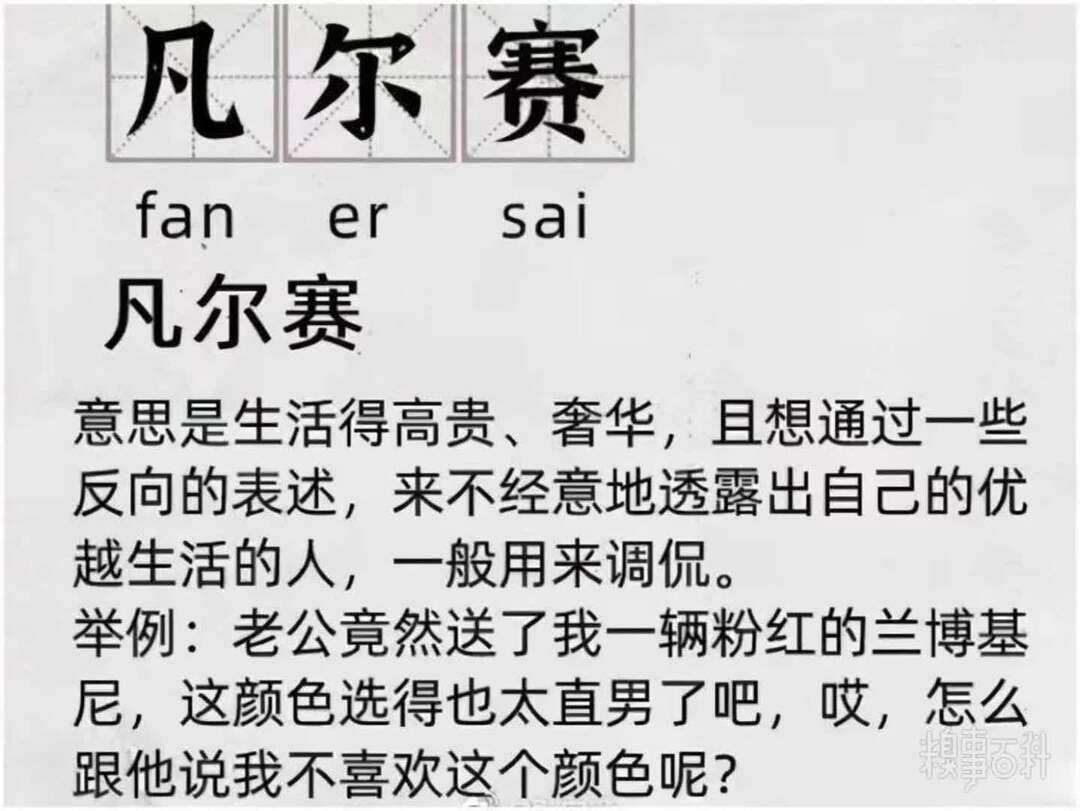 凡尔赛
fan er sai
凡尔赛
意思是生活得高贵、奢华，且想通过一些
反向的表述，来不经意地透露出自己的优
越生活的人，一般用来调侃。
举例：老公竟然送了我一辆粉红的兰博基
尼，这颜色选得也太直男了吧，哎，怎么
跟他说我不喜欢这个颜色呢？
糗事百科